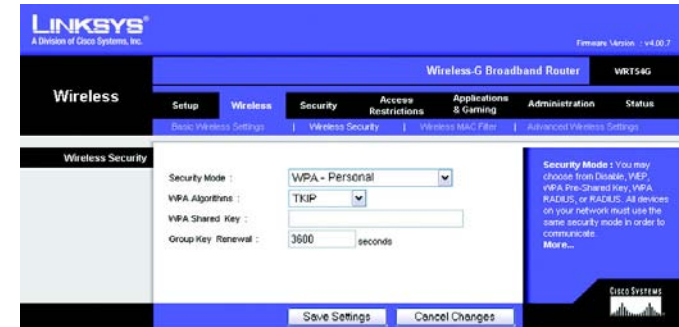 LINKSYS®
A Division of Cisco Systems, Inc.
Firmware Version : v4.00.7
Wireless-G Broadband Router WRT54G
Wireless
Setup Wireless Security Access Restrictions Applications & Gaming Administration Status
Basic Wireless Settings | Wireless Security | Wireless MAC Filter | Advanced Wireless Settings
Wireless Security
Security Mode : WPA - Personal
WPA Algorithms : TKIP
WPA Shared Key :
Group Key Renewal : 3600 seconds
Security Mode : You may
choose from Disable, WEP,
WPA Pre-Shared Key, WPA
RADIUS, or RADIUS. All devices
on your network must use the
same security mode in order to
communicate.
More...
CISCO SYSTEMS
Save Settings Cancel Changes